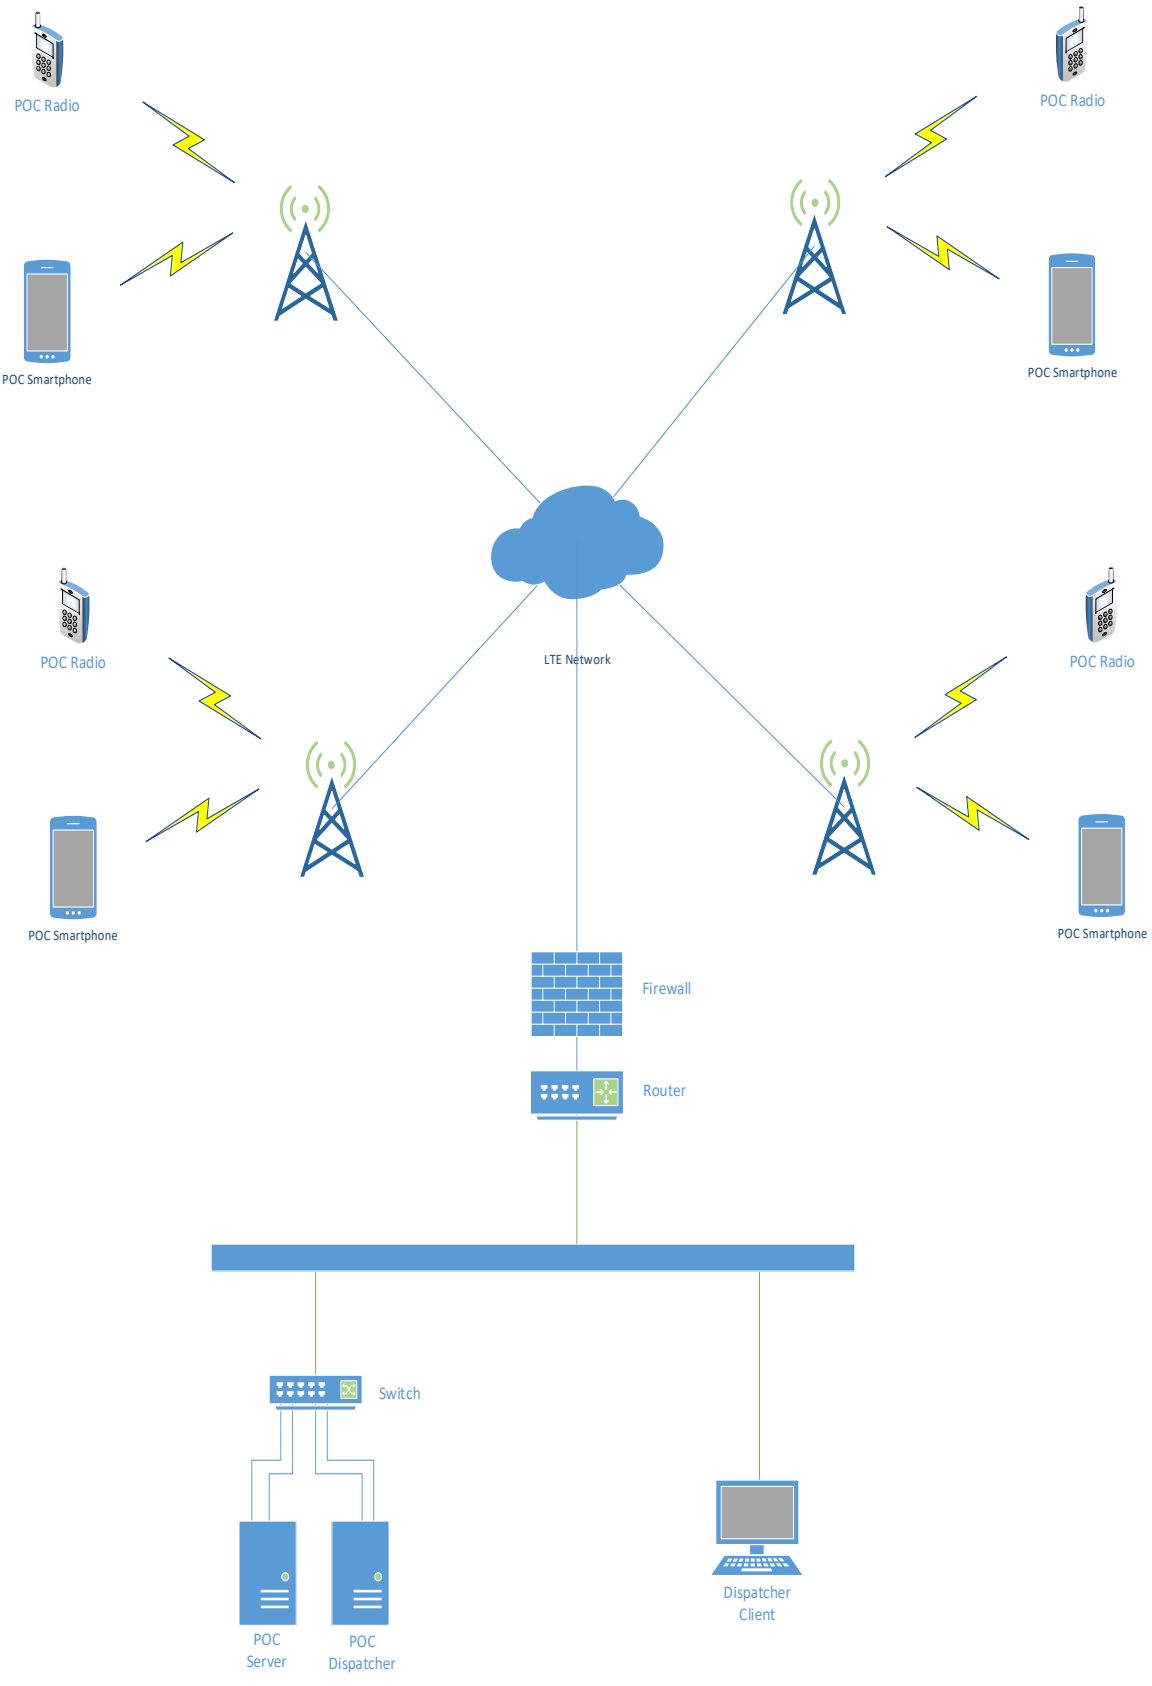 POC Radio
POC Radio
POC Smartphone
POC Smartphone
LTE Network
POC Radio
POC Radio
POC Smartphone
POC Smartphone
Firewall
Router
Switch
Dispatcher
Client
POC
Server
POC
Dispatcher